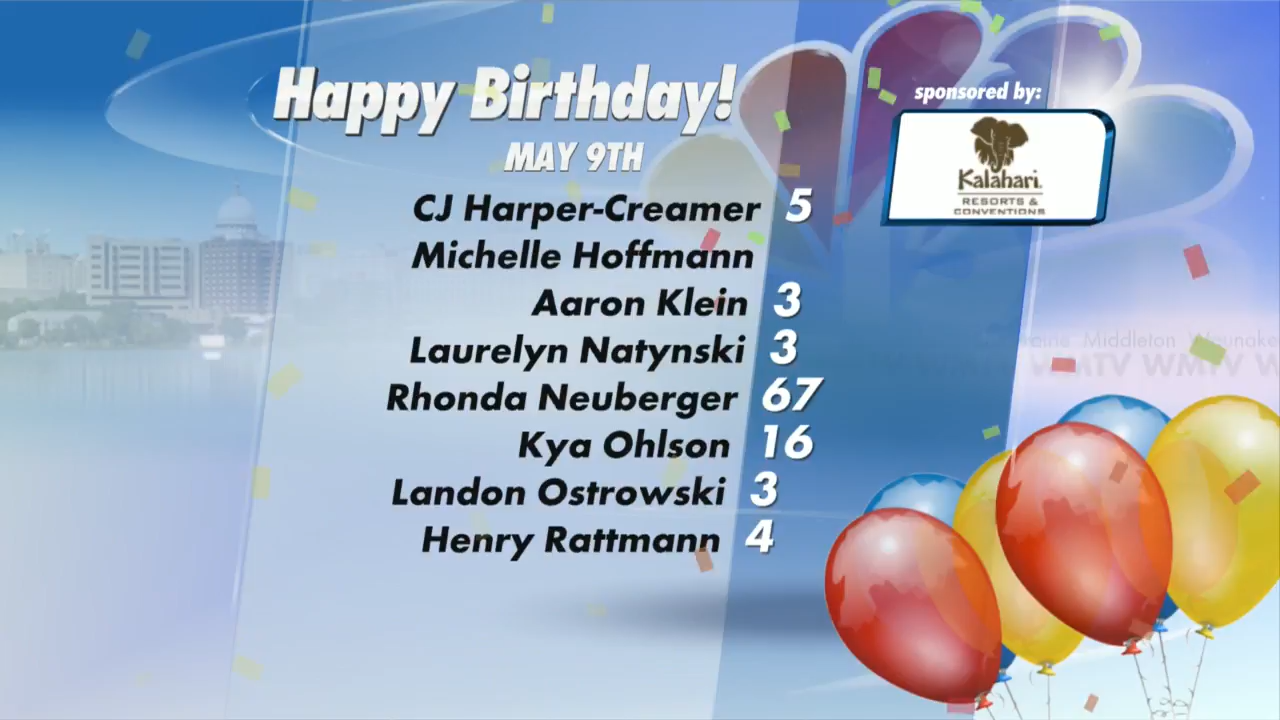 Happy Birthday!
MAY 9TH
sponsored by:
Kalahari.
RESORTS &
CONVENTIONS
CJ Harper-Creamer 5
Michelle Hoffmann
Aaron Klein 3
Laurelyn Natynski 3
Rhonda Neuberger 67
Kya Ohlson 16
Landon Ostrowski 3
Henry Rattmann 4
Middleton
WMTV WMTV